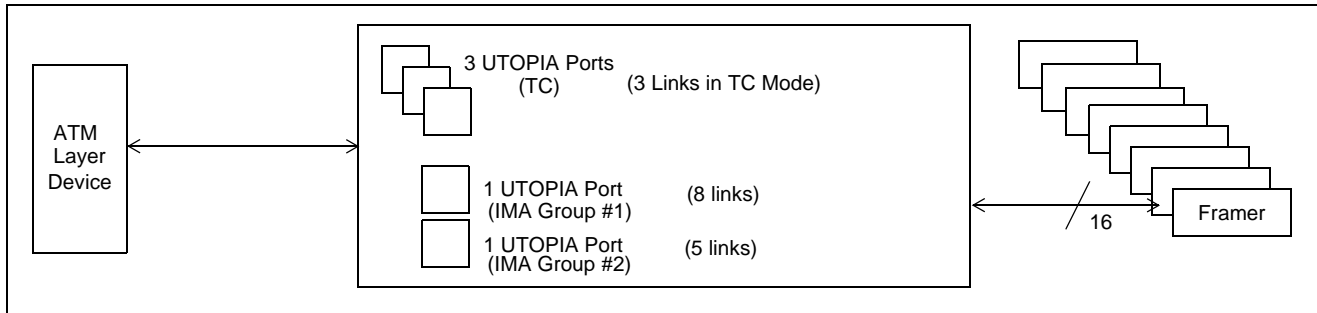 ATM
Layer
Device
3 UTOPIA Ports
(TC)
(3 Links in TC Mode)
1 UTOPIA Port
(IMA Group #1)
(8 links)
1 UTOPIA Port
(IMA Group #2)
(5 links)
16
Framer